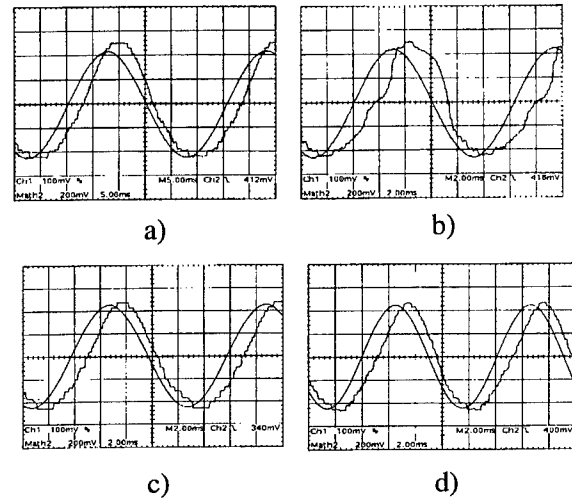 Ch1 100mV M5.00ms Ch2 412mV
Math2 200mV 5.00ms
a)
Ch1 100mV M2.00ms Ch2 416mV
Math2 200mV 2.00ms
b)
Ch1 100mV M2.00ms Ch2 340mV
Math2 200mV 2.00ms
c)
Ch1 100mV M2.00ms Ch2 400mV
Math2 200mV 2.00ms
d)